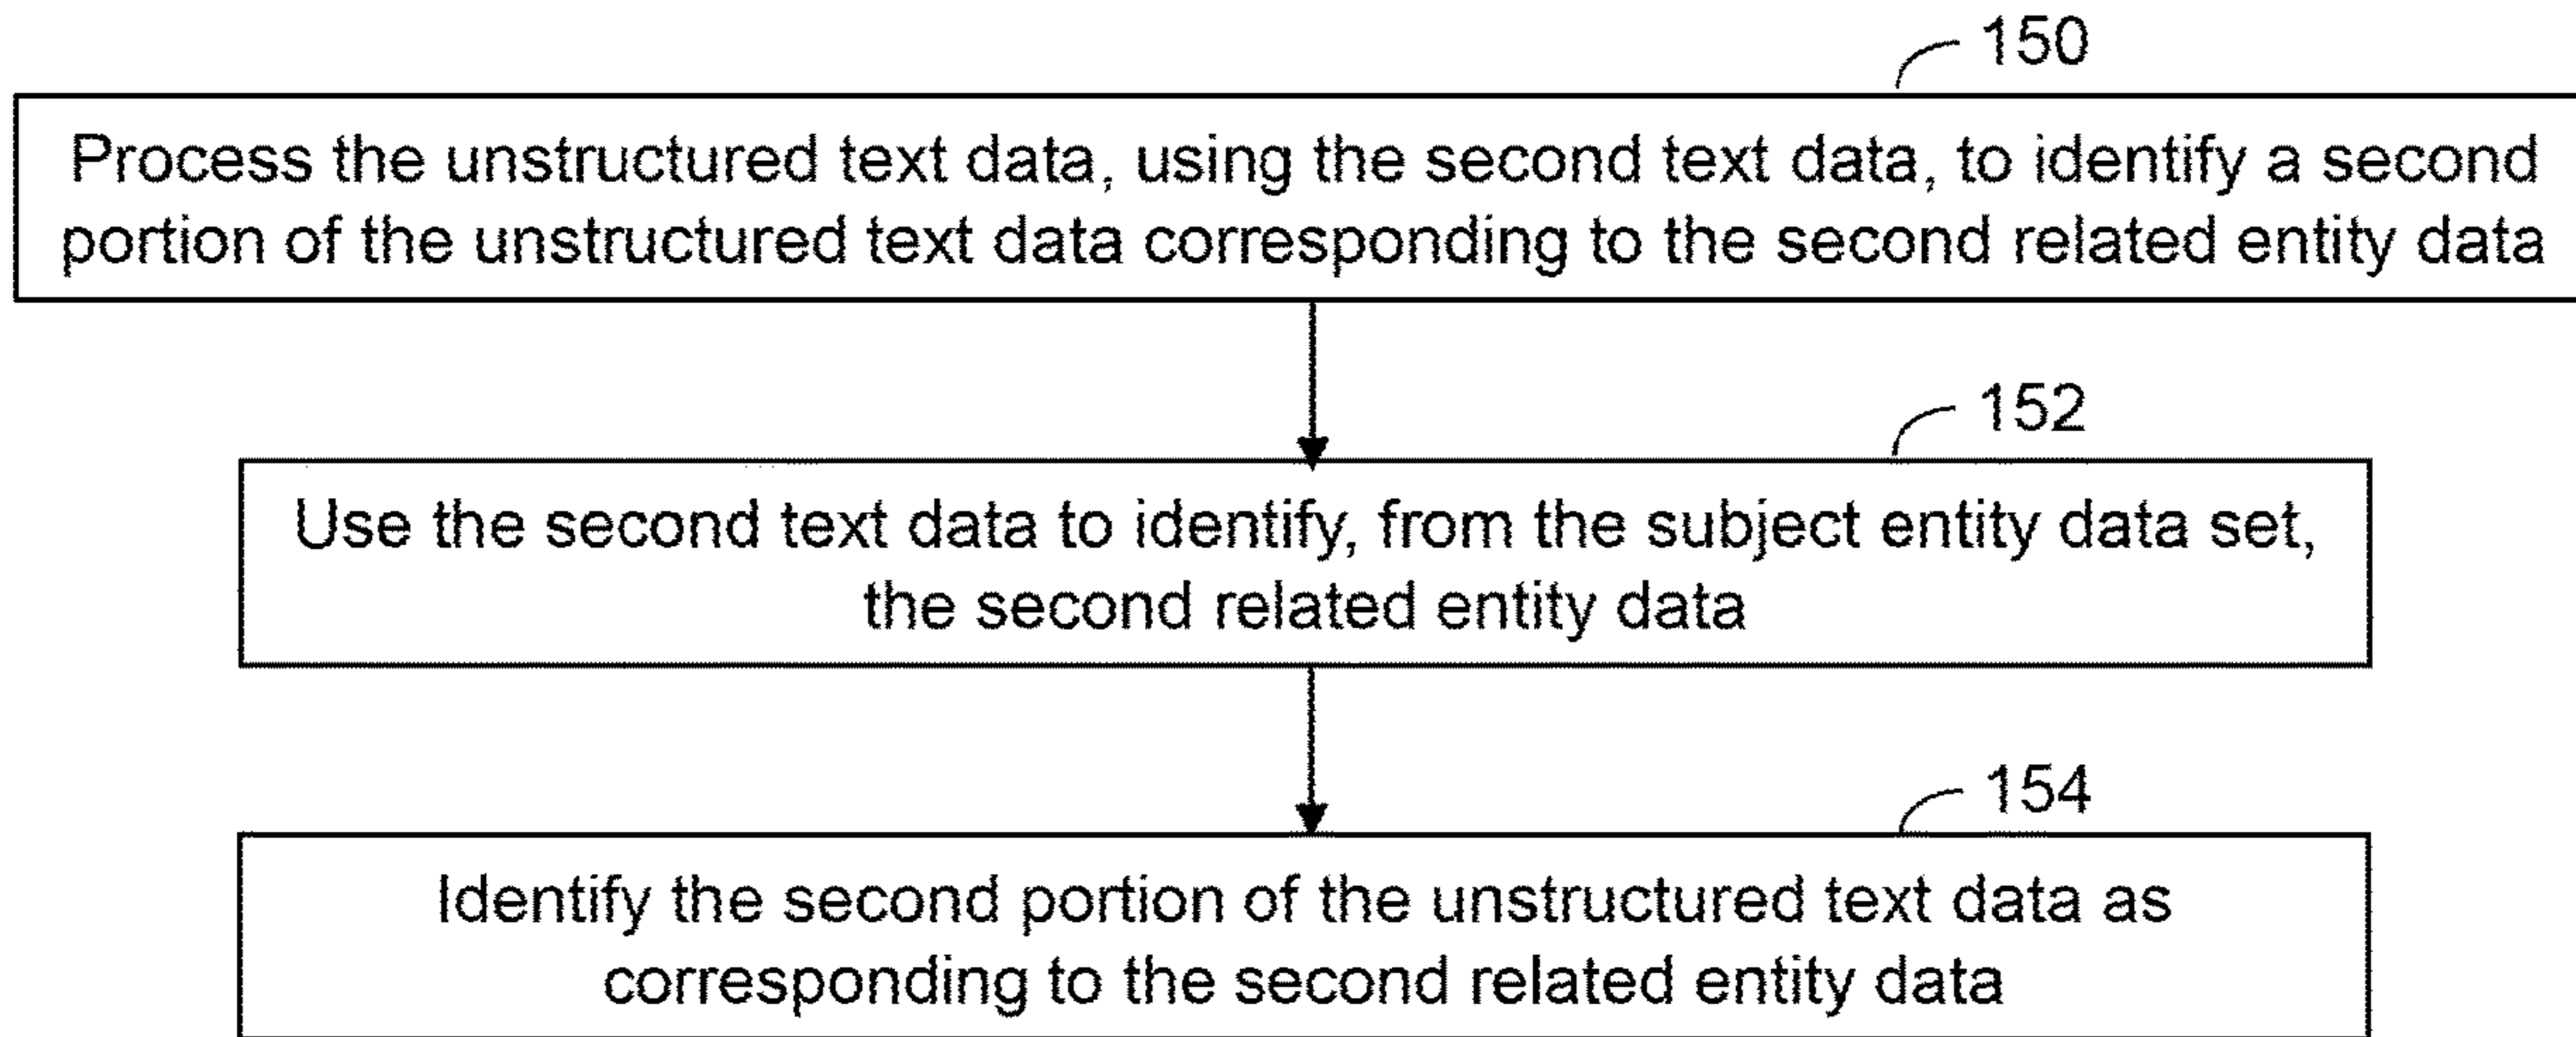 150
Process the unstructured text data, using the second text data, to identify a second
portion of the unstructured text data corresponding to the second related entity data
152
Use the second text data to identify, from the subject entity data set,
the second related entity data
154
Identify the second portion of the unstructured text data as
corresponding to the second related entity data